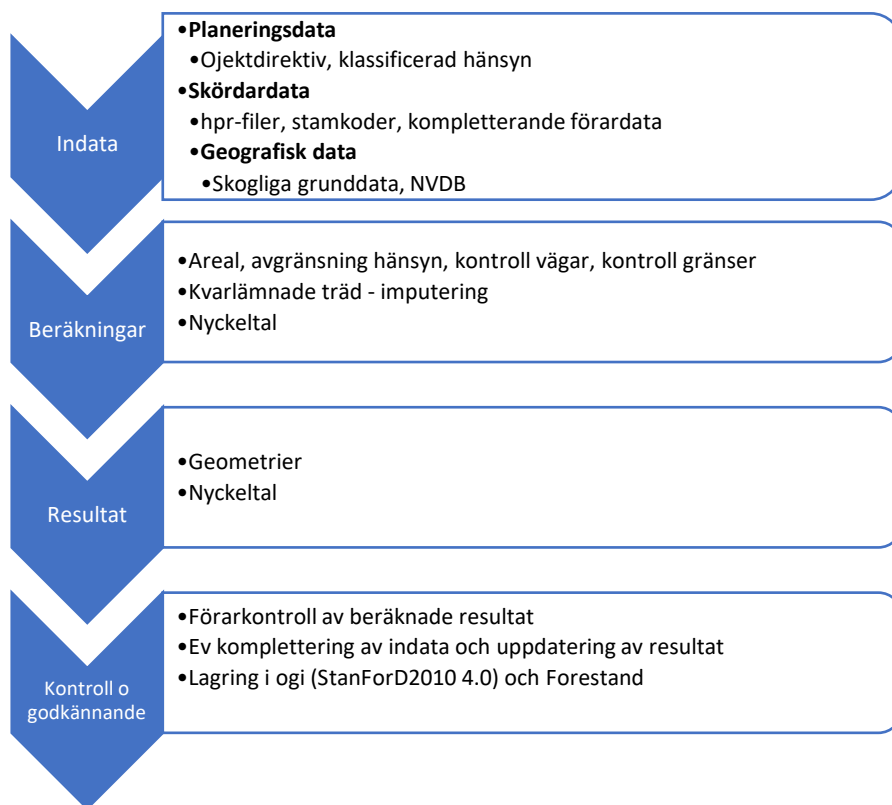 Indata
•Planeringsdata
•Ojektdirektiv, klassificerad hänsyn
•Skördardata
•hpr-filer, stamkoder, kompletterande förardata
•Geografisk data
•Skogliga grunddata, NVDB
Beräkningar
•Areal, avgränsning hänsyn, kontroll vägar, kontroll gränser
•Kvarlämnade träd - imputering
•Nyckeltal
Resultat
•Geometrier
•Nyckeltal
Kontroll o
godkännande
•Förarkontroll av beräknade resultat
•Ev komplettering av indata och uppdatering av resultat
•Lagring i ogi (StanForD2010 4.0) och Forestand